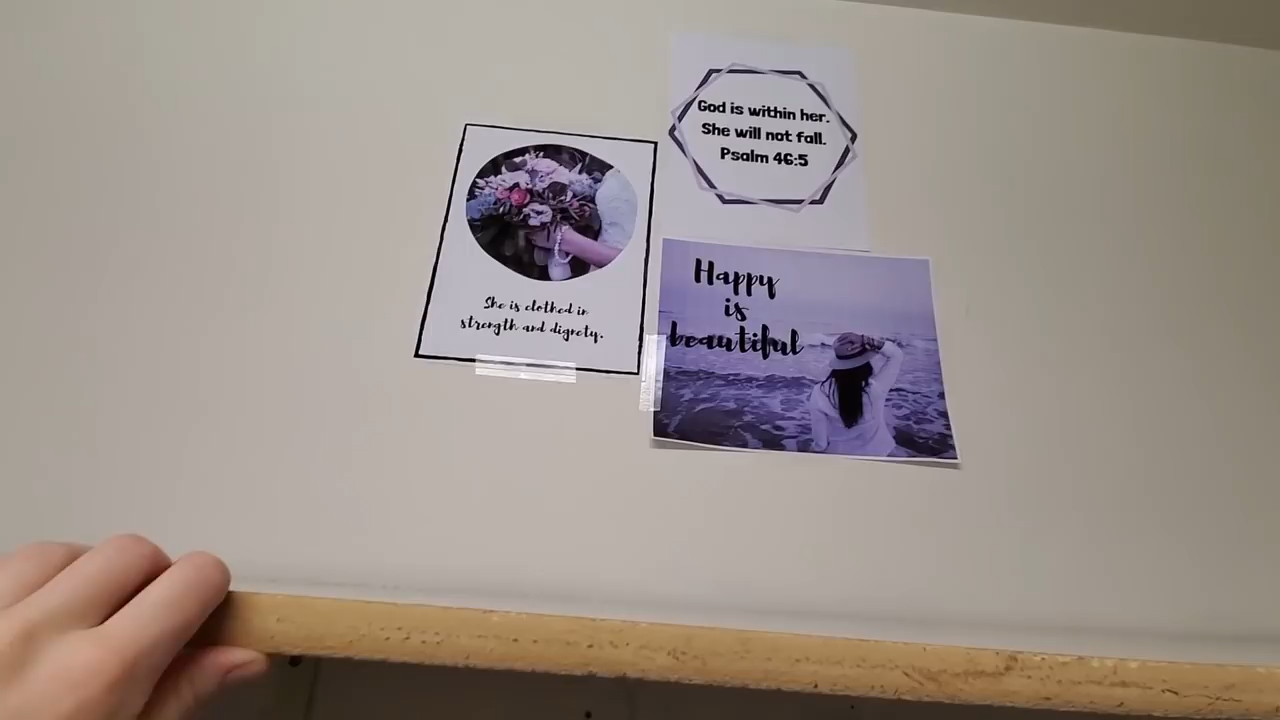 God is within her.
She will not fall.
Psalm 46:5
She is clothed in
strength and dignety.
Happy
is
beautiful